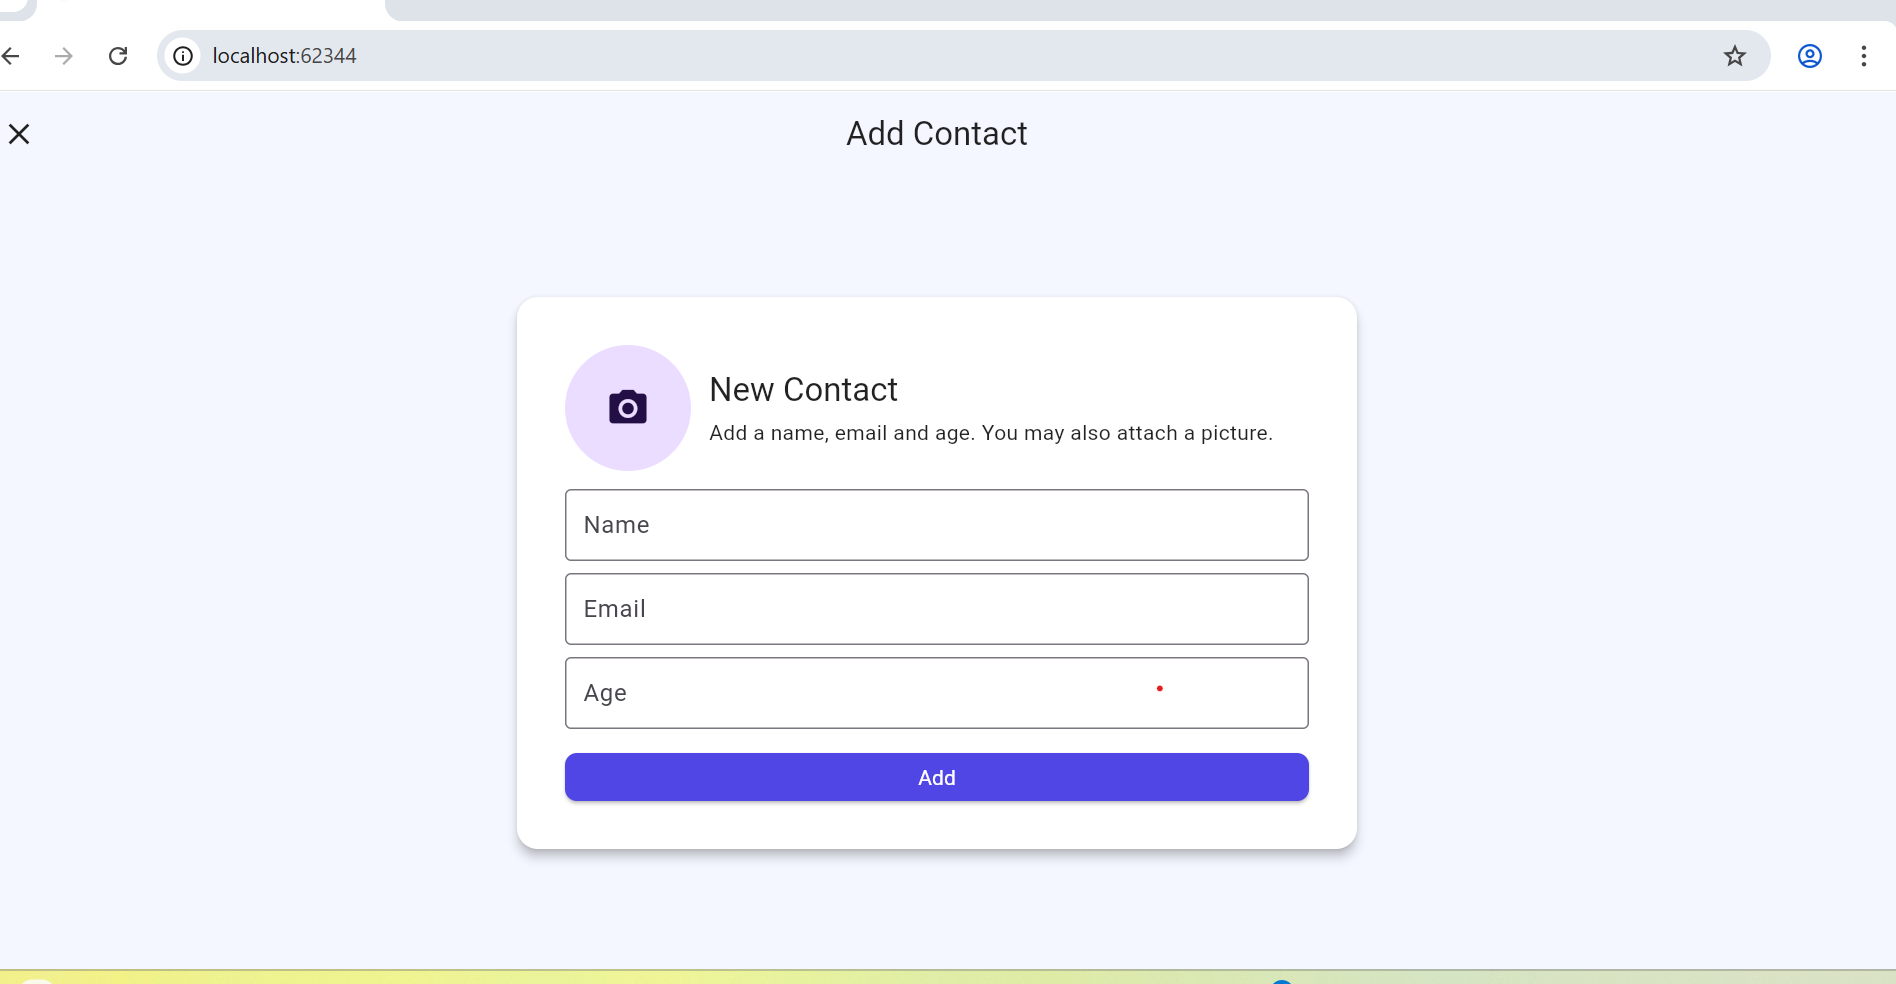 localhost:62344
Add Contact
New Contact
Add a name, email and age. You may also attach a picture.
Name
Email
Age
Add